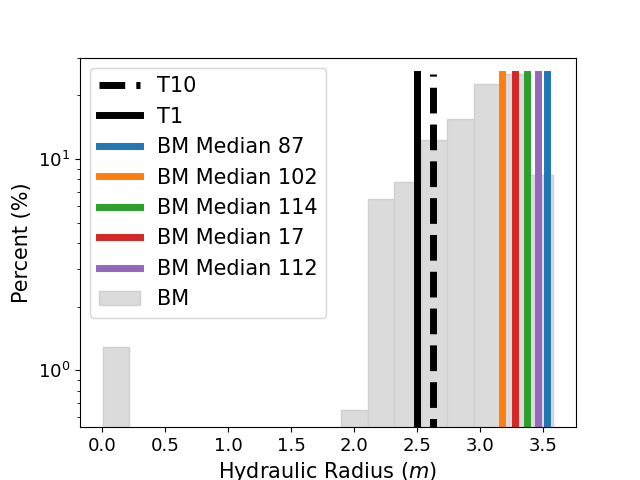 T10
T1
BM Median 87
BM Median 102
BM Median 114
BM Median 17
BM Median 112
BM
Percent (%)
10¹
10⁰
0.0 0.5 1.0 1.5 2.0 2.5 3.0 3.5
Hydraulic Radius (m)